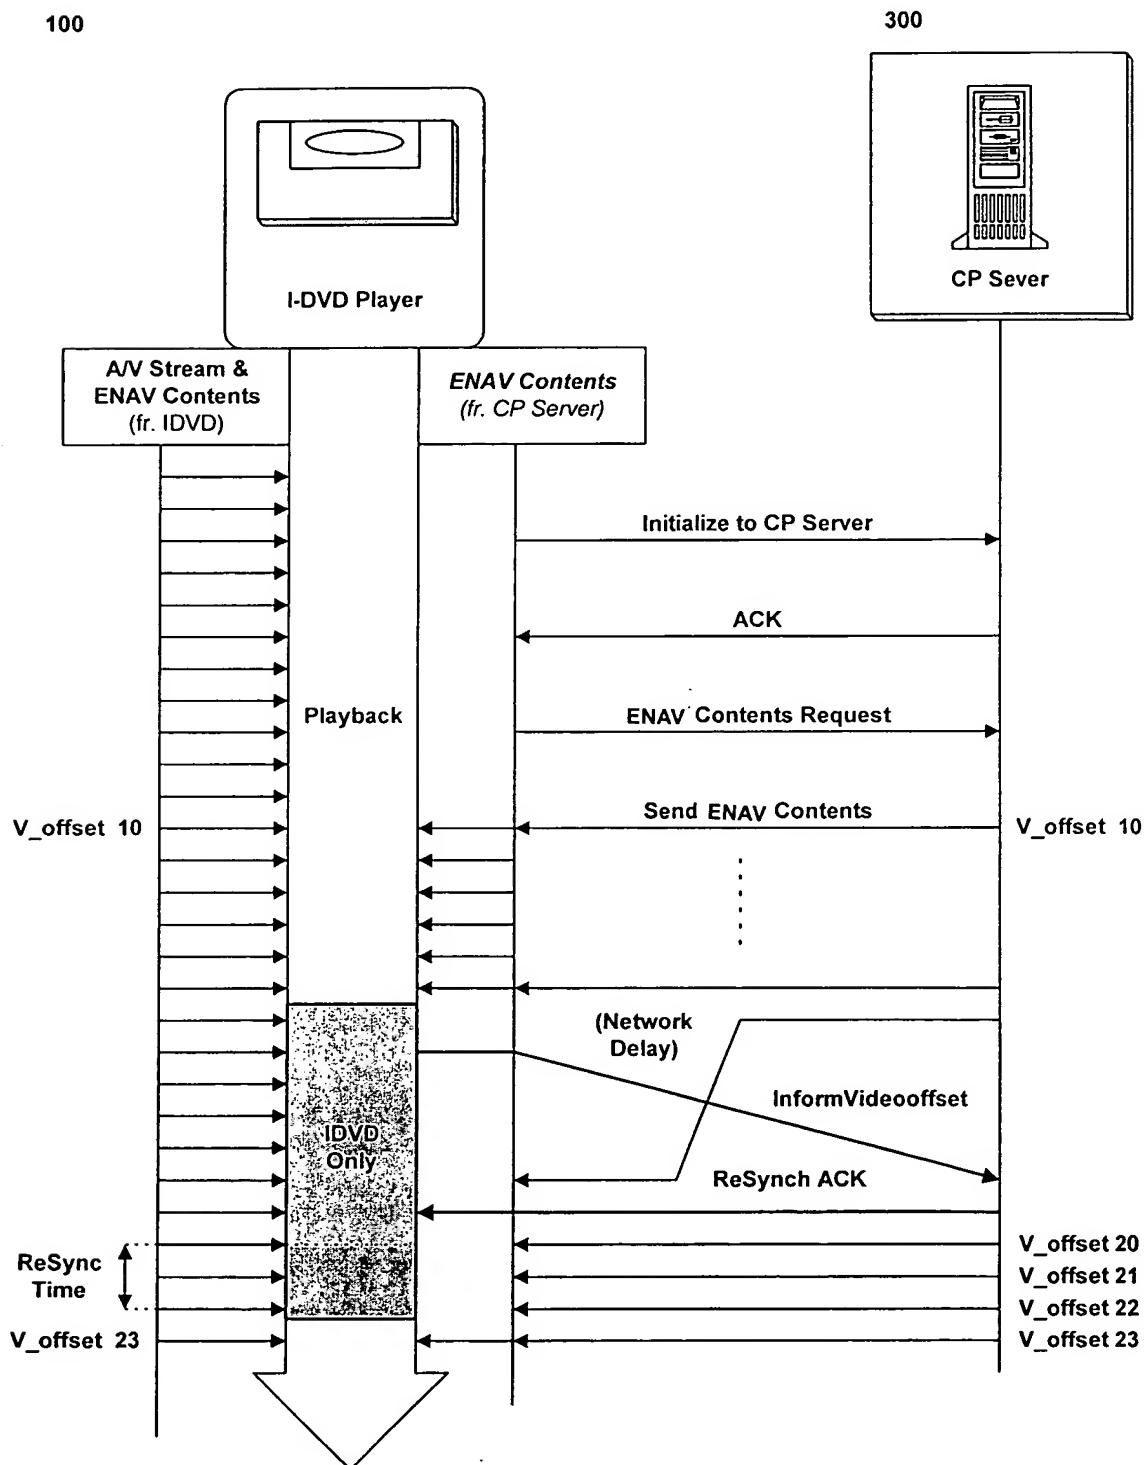 100
300
I-DVD Player
CP Sever
A/V Stream &
ENAV Contents
(fr. IDVD)
ENAV Contents
(fr. CP Server)
Initialize to CP Server
ACK
Playback
ENAV Contents Request
V_offset 10
Send ENAV Contents
V_offset 10
(Network
Delay)
InformVideooffset
IDVD
Only
ReSynch ACK
ReSync
Time
V_offset 20
V_offset 21
V_offset 22
V_offset 23
V_offset 23